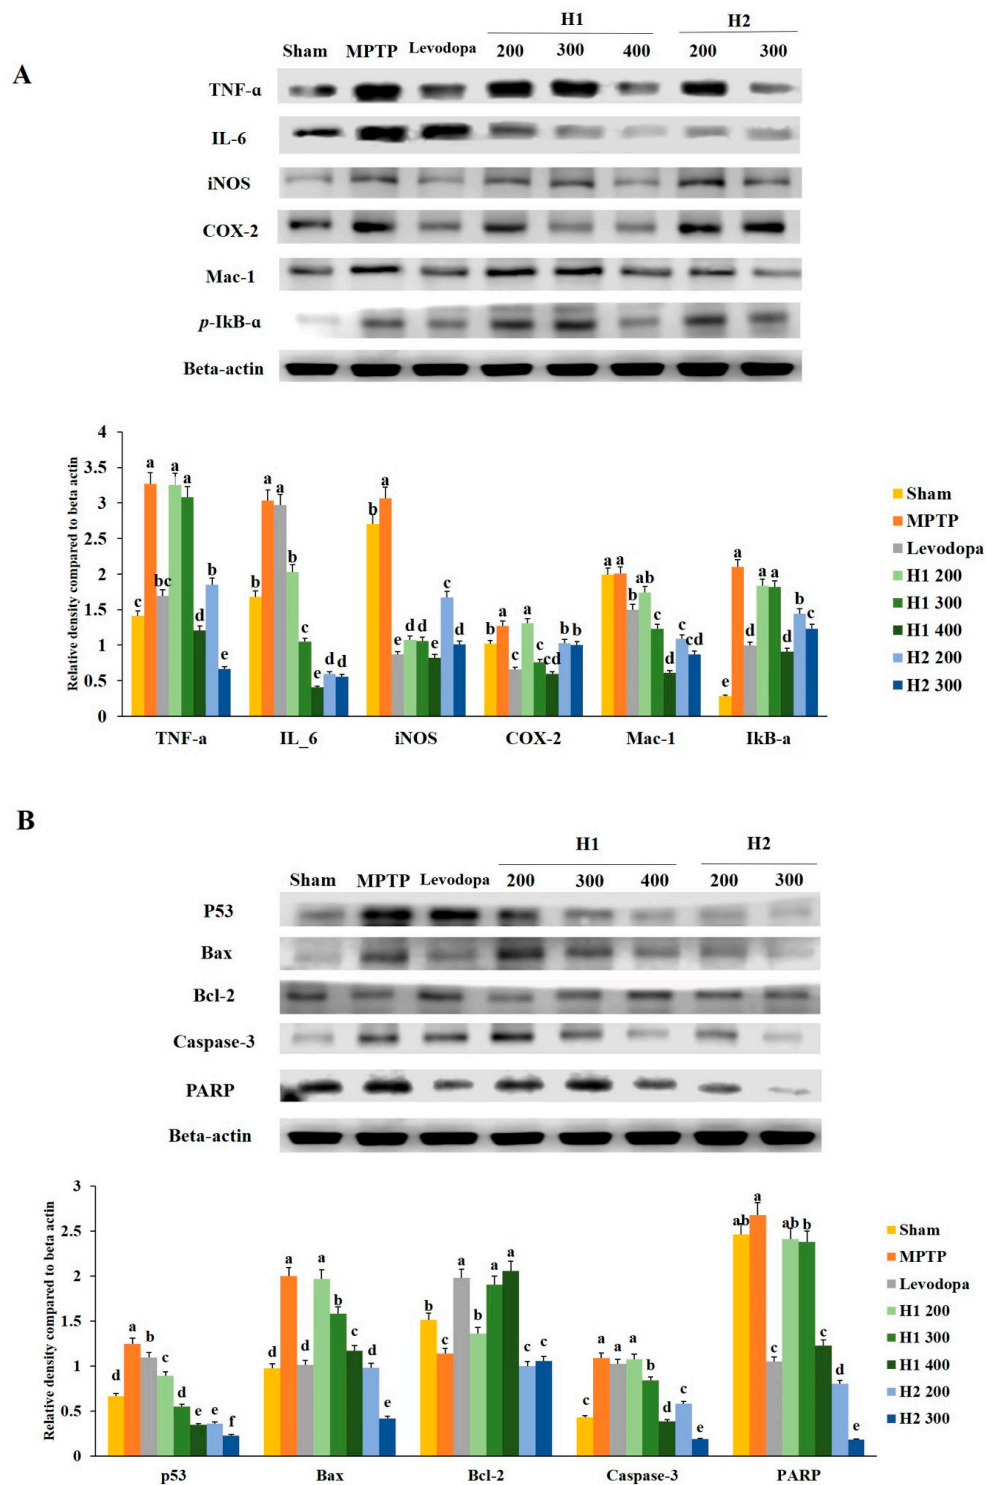 H1 H2
Sham MPTP Levodopa 200 300 400 200 300
A
TNF-α
IL-6
iNOS
COX-2
Mac-1
p-IkB-α
Beta-actin
Relative density compared to beta actin
4
3.5
3
2.5
2
1.5
1
0.5
0
c a bc a a d b e
b a a b c d d d
b a e d d e c d
b a c a c cd b b
a a b ab c d c cd
e a d a a d b c
TNF-a IL_6 iNOS COX-2 Mac-1 IkB-a
Sham
MPTP
Levodopa
H1 200
H1 300
H1 400
H2 200
H2 300
B
H1 H2
Sham MPTP Levodopa 200 300 400 200 300
P53
Bax
Bcl-2
Caspase-3
PARP
Beta-actin
Relative density compared to beta actin
3
2.5
2
1.5
1
0.5
0
d a b c d e e f
d a d a b c d e
b c a b a a c c
d a a a b d c e
ab a c ab b c d e
p53 Bax Bcl-2 Caspase-3 PARP
Sham
MPTP
Levodopa
H1 200
H1 300
H1 400
H2 200
H2 300